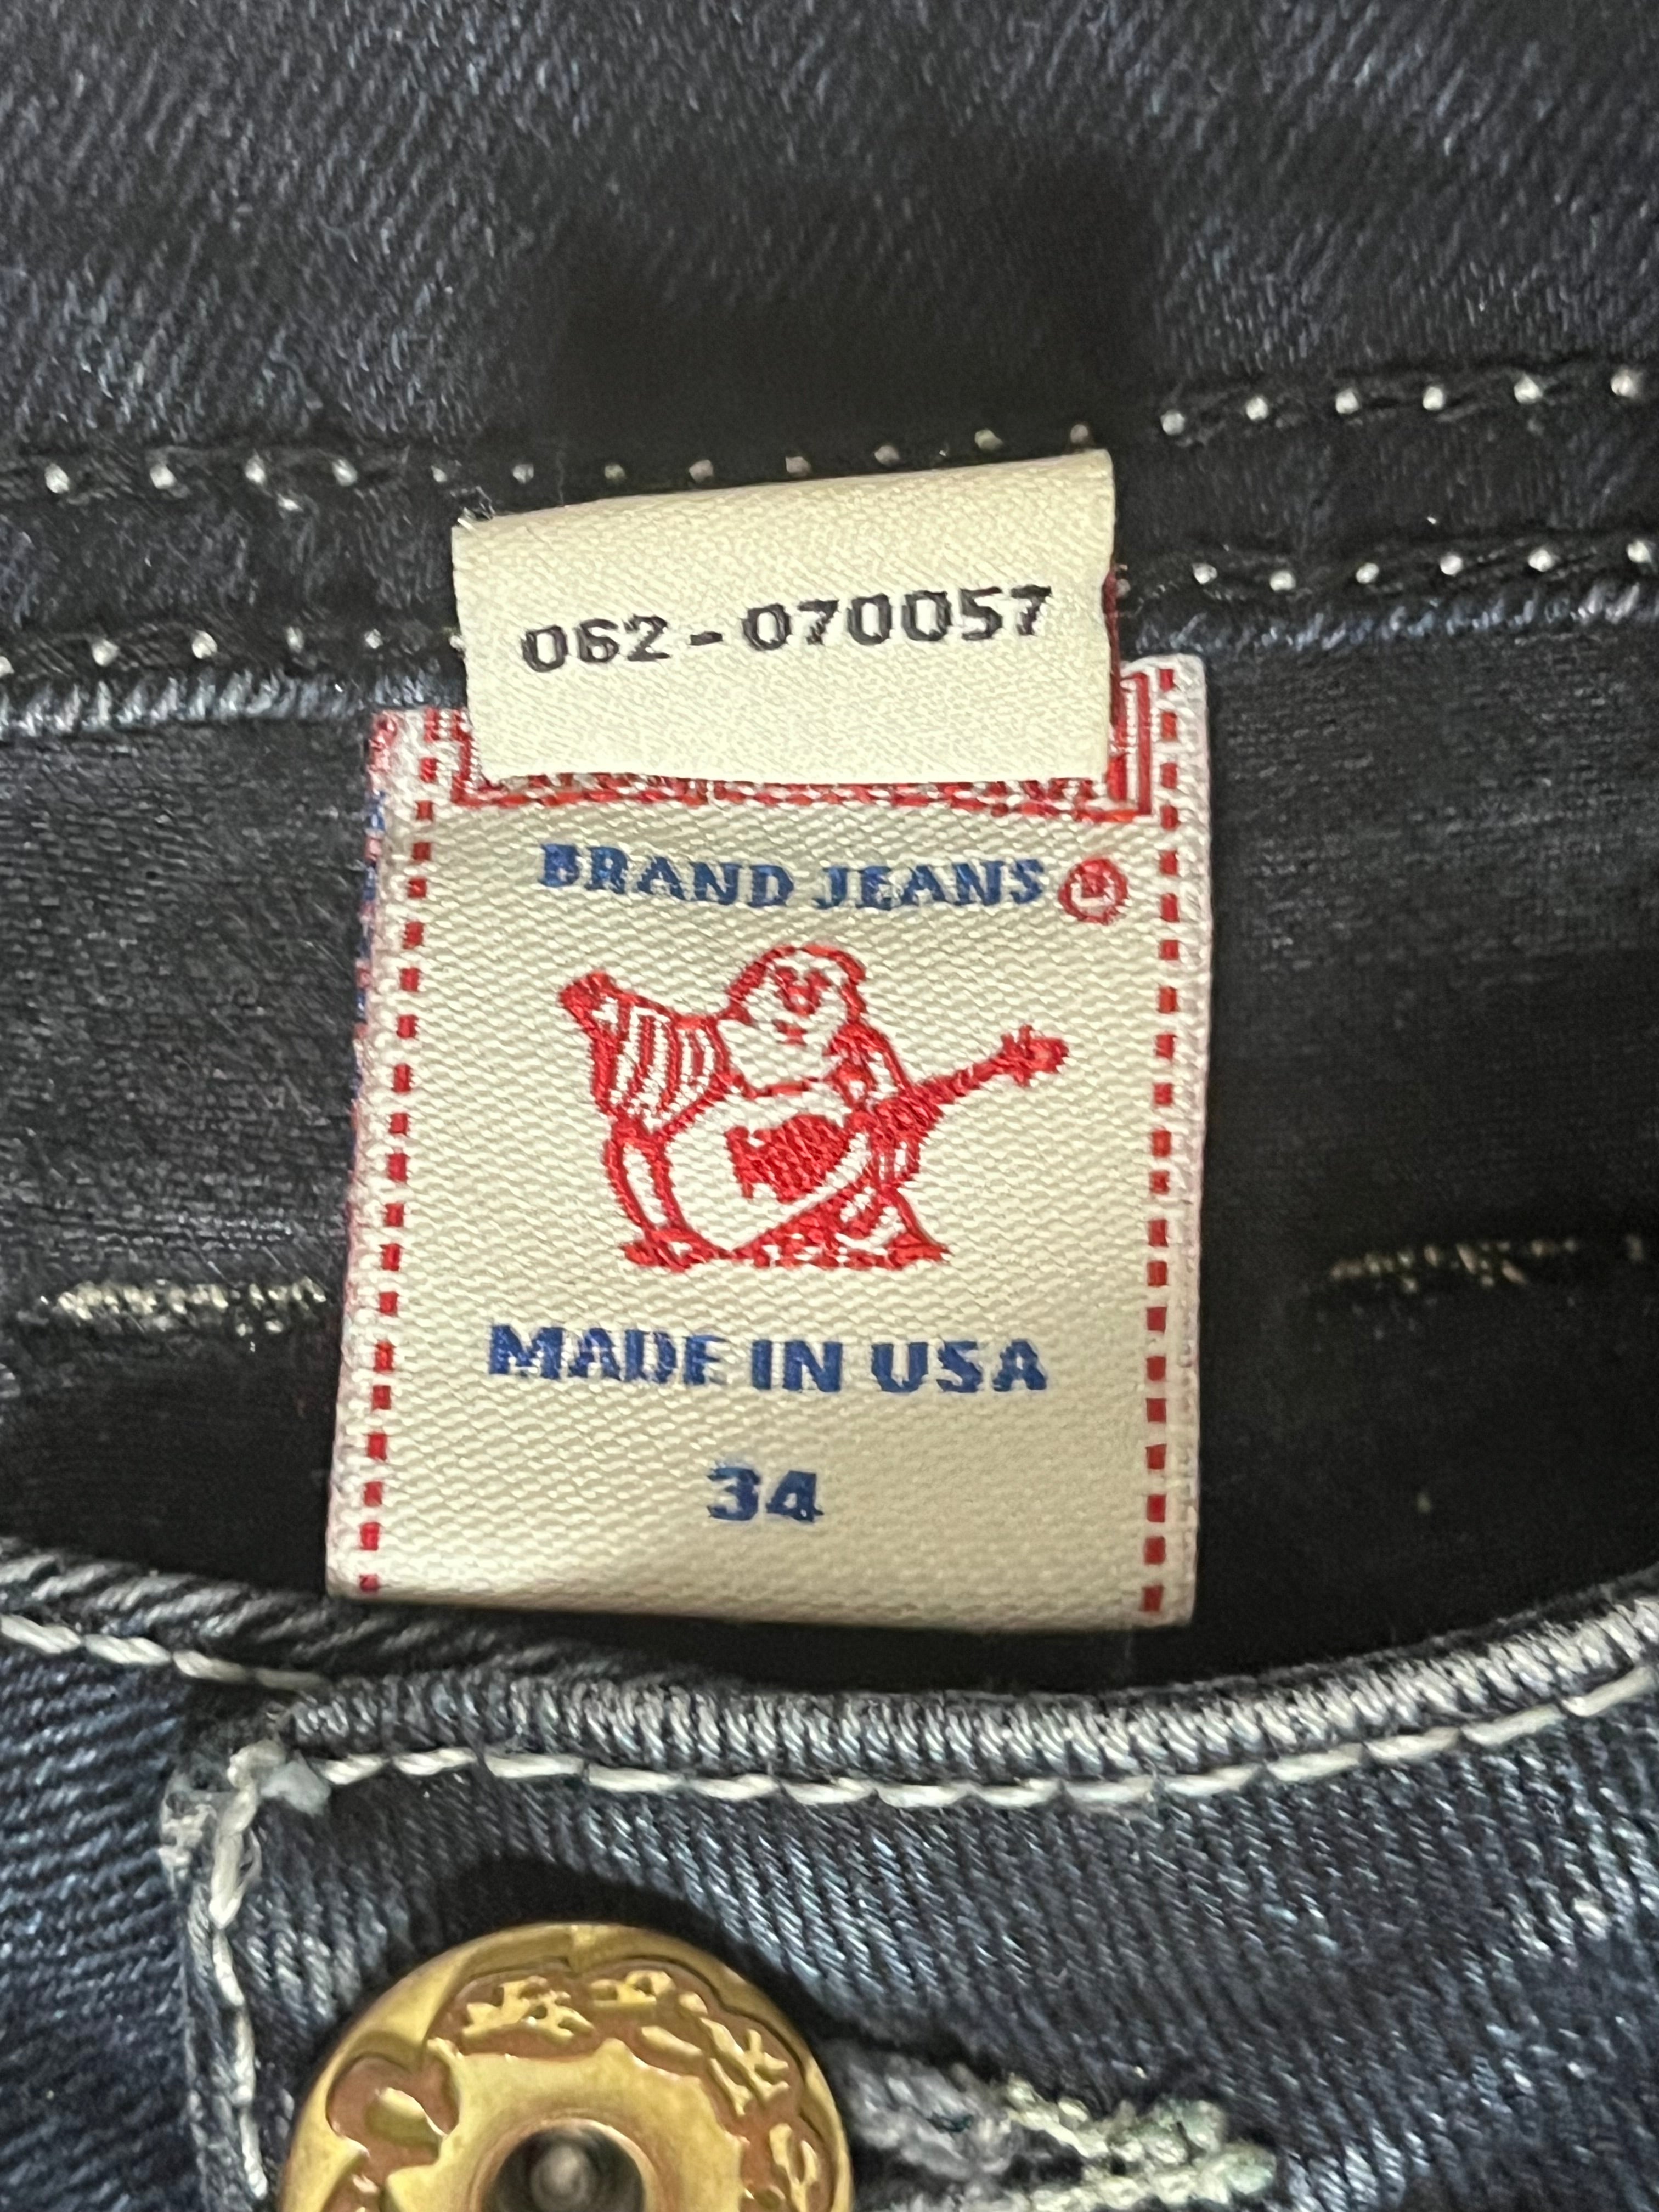 062-070057
BRAND JEANS ®
MADE IN USA
34